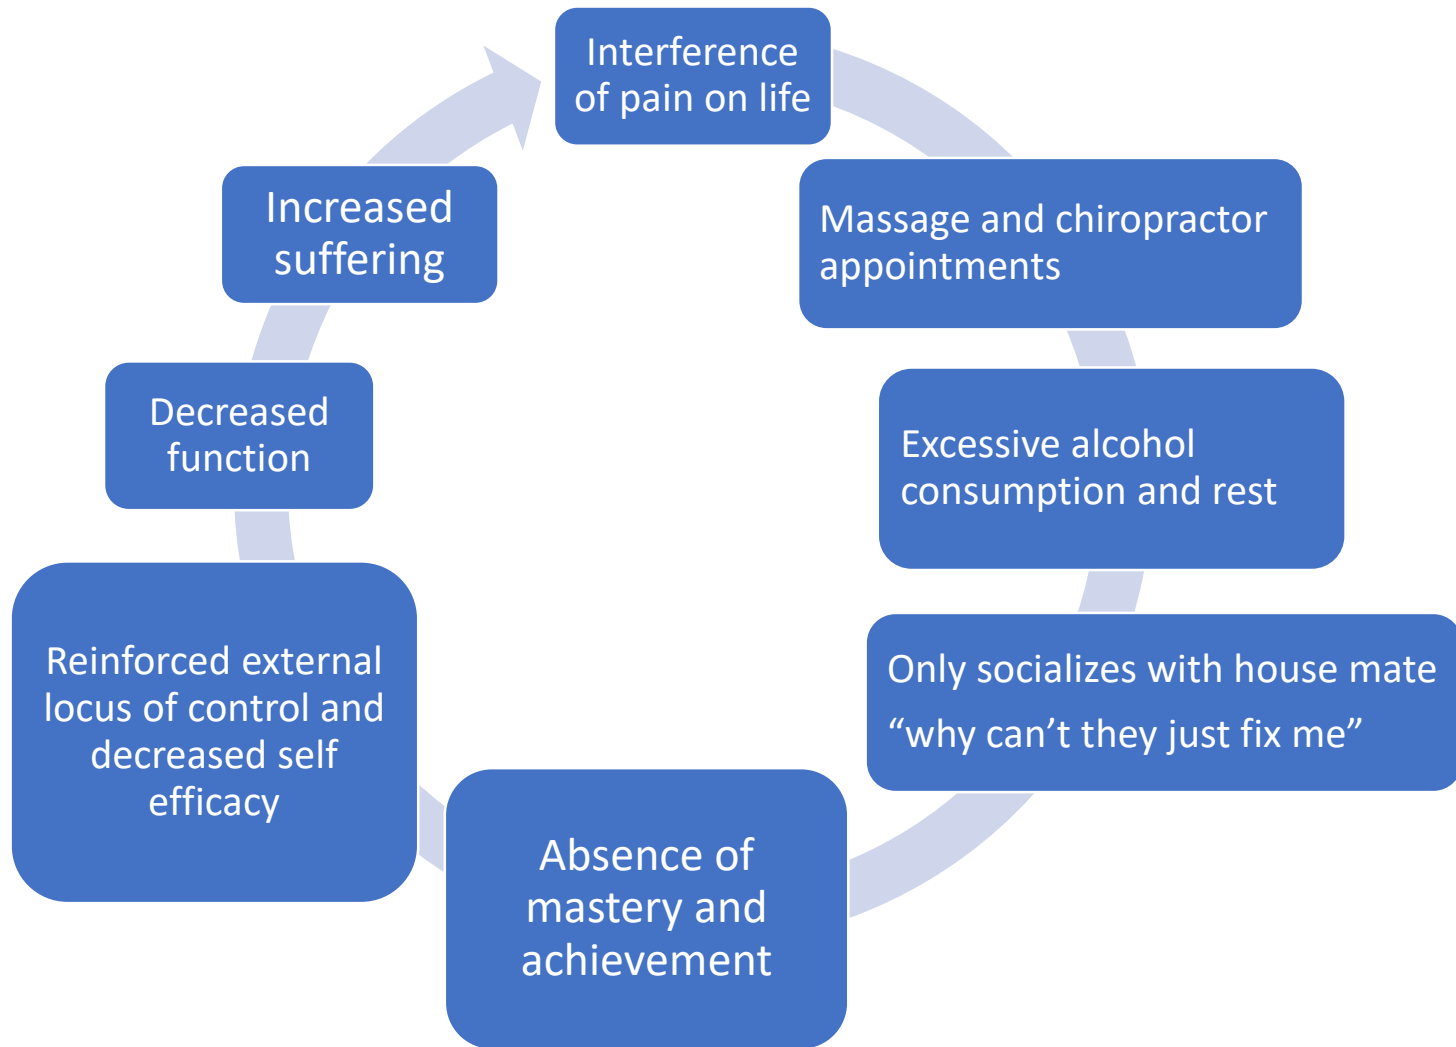 Interference
of pain on life
Massage and chiropractor
appointments
Excessive alcohol
consumption and rest
Only socializes with house mate
“why can’t they just fix me”
Absence of
mastery and
achievement
Reinforced external
locus of control and
decreased self
efficacy
Decreased
function
Increased
suffering